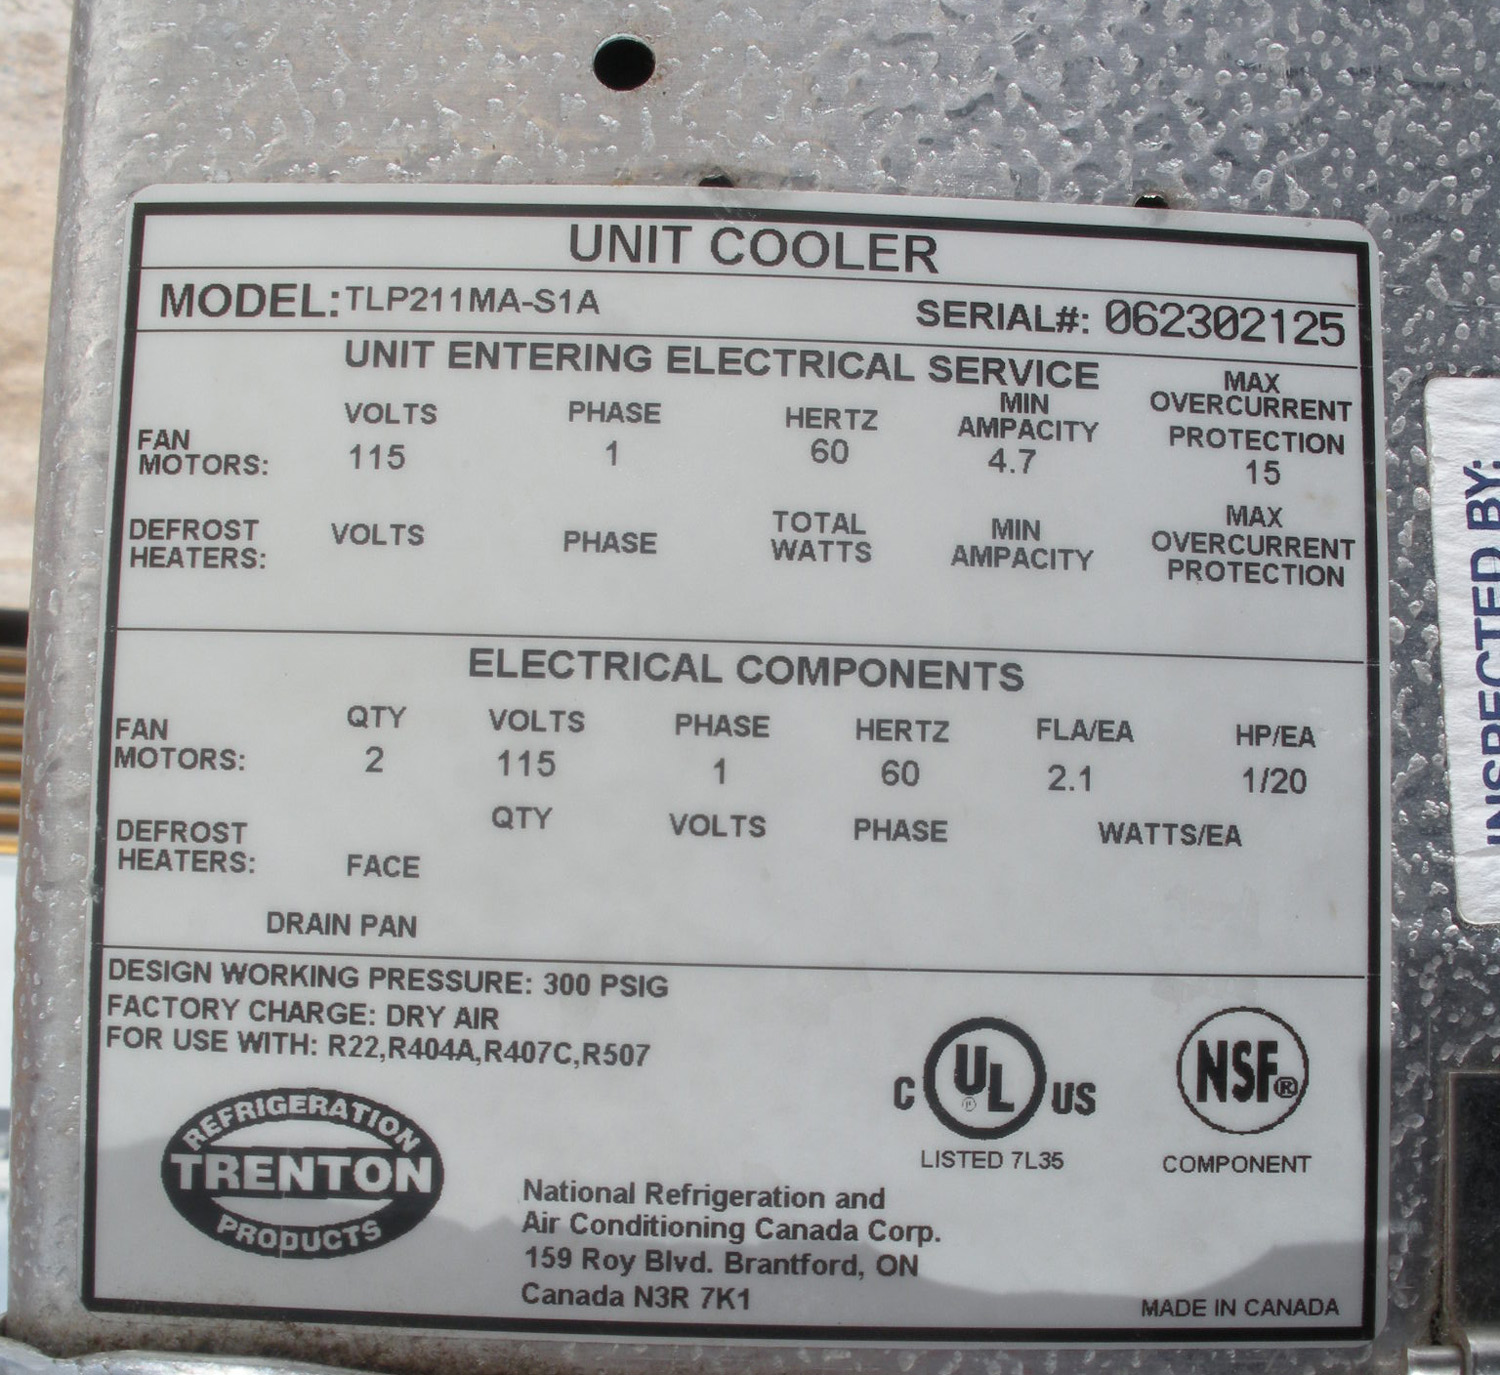 UNIT COOLER
MODEL: TLP211MA-S1A SERIAL#: 062302125
UNIT ENTERING ELECTRICAL SERVICE
VOLTS PHASE HERTZ MIN AMPACITY MAX OVERCURRENT PROTECTION
FAN MOTORS: 115 1 60 4.7 15
DEFROST HEATERS: VOLTS PHASE TOTAL WATTS MIN AMPACITY MAX OVERCURRENT PROTECTION
ELECTRICAL COMPONENTS
QTY VOLTS PHASE HERTZ FLA/EA HP/EA
FAN MOTORS: 2 115 1 60 2.1 1/20
QTY VOLTS PHASE WATTS/EA
DEFROST HEATERS: FACE
DRAIN PAN
DESIGN WORKING PRESSURE: 300 PSIG
FACTORY CHARGE: DRY AIR
FOR USE WITH: R22,R404A,R407C,R507
REFRIGERATION
TRENTON
PRODUCTS
C UL® US
LISTED 7L35
NSF®
COMPONENT
National Refrigeration and
Air Conditioning Canada Corp.
159 Roy Blvd. Brantford, ON
Canada N3R 7K1
MADE IN CANADA
INSPECTED BY: